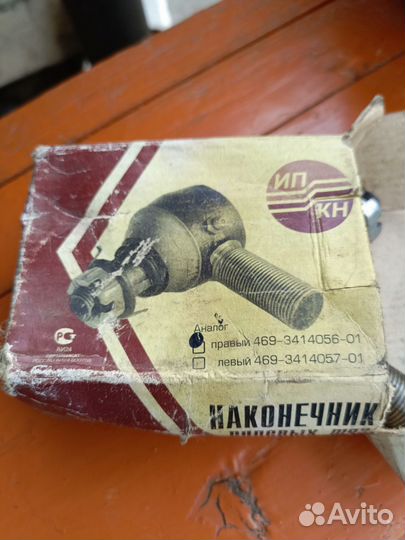 ИП
КН
Аналог
правый 469-3414056-01
левый 469-3414057-01
НАКОНЕЧНИК
Avito